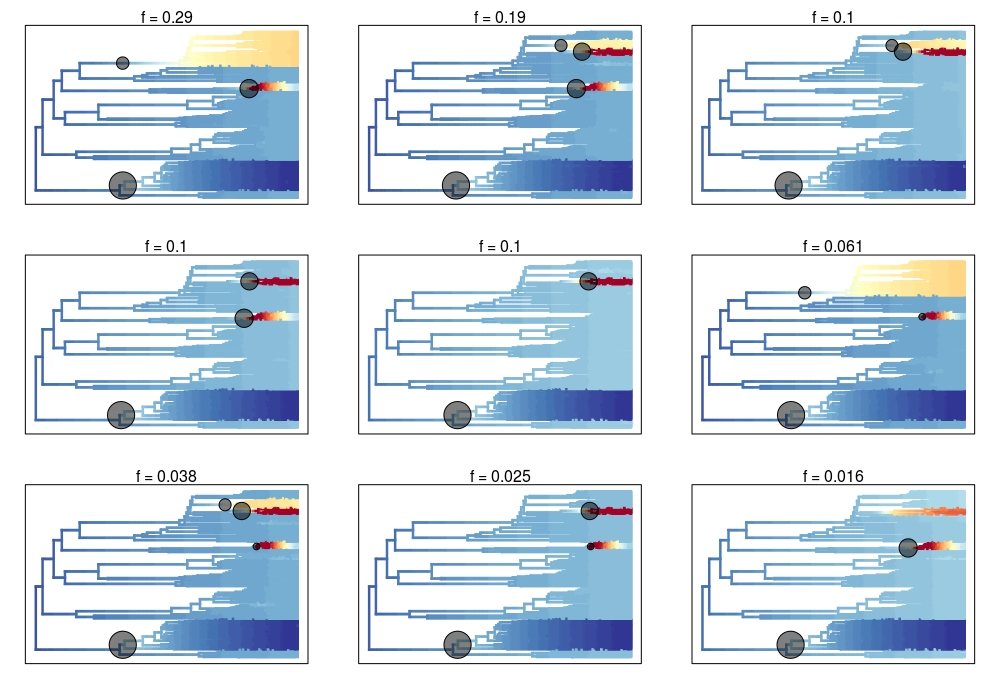 f = 0.29
f = 0.19
f = 0.1
f = 0.1
f = 0.1
f = 0.061
f = 0.038
f = 0.025
f = 0.016